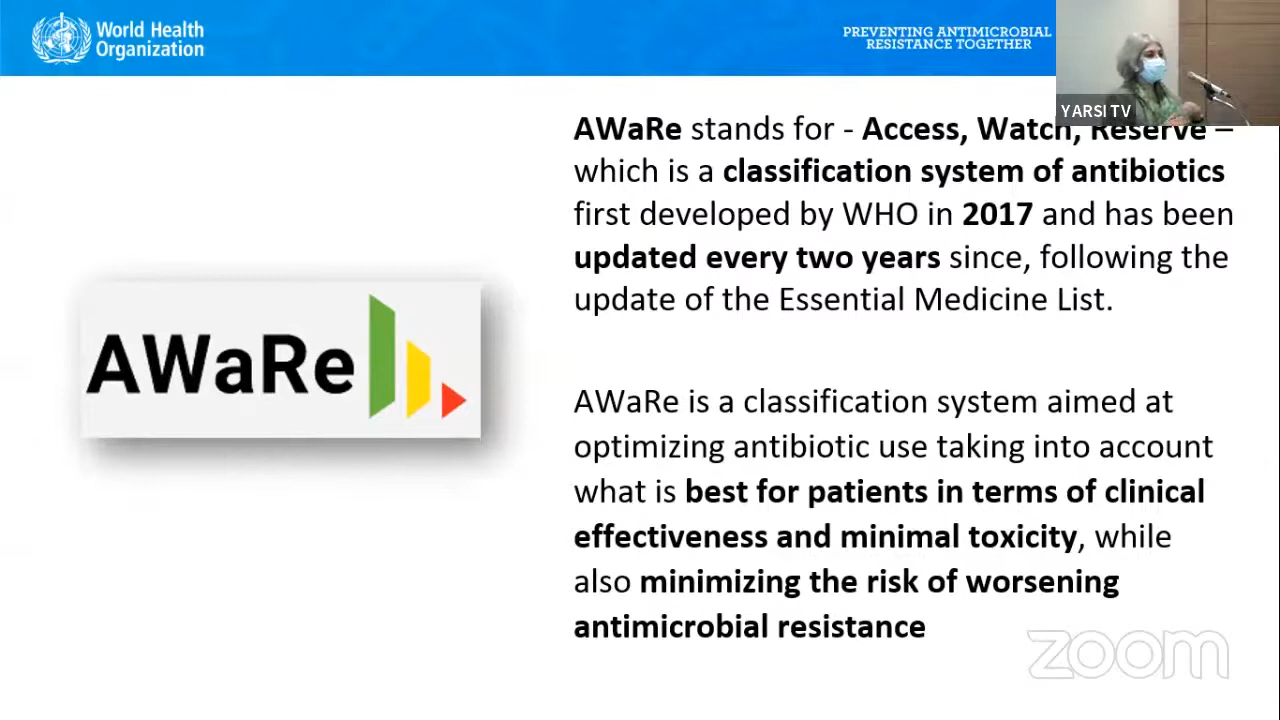 World Health
Organization
PREVENTING ANTIMICROBIAL
RESISTANCE TOGETHER
YARSI TV
AWaRe stands for - Access, Watch, Reserve –
which is a classification system of antibiotics
first developed by WHO in 2017 and has been
updated every two years since, following the
update of the Essential Medicine List.
AWaRe
AWaRe is a classification system aimed at
optimizing antibiotic use taking into account
what is best for patients in terms of clinical
effectiveness and minimal toxicity, while
also minimizing the risk of worsening
antimicrobial resistance
zoom